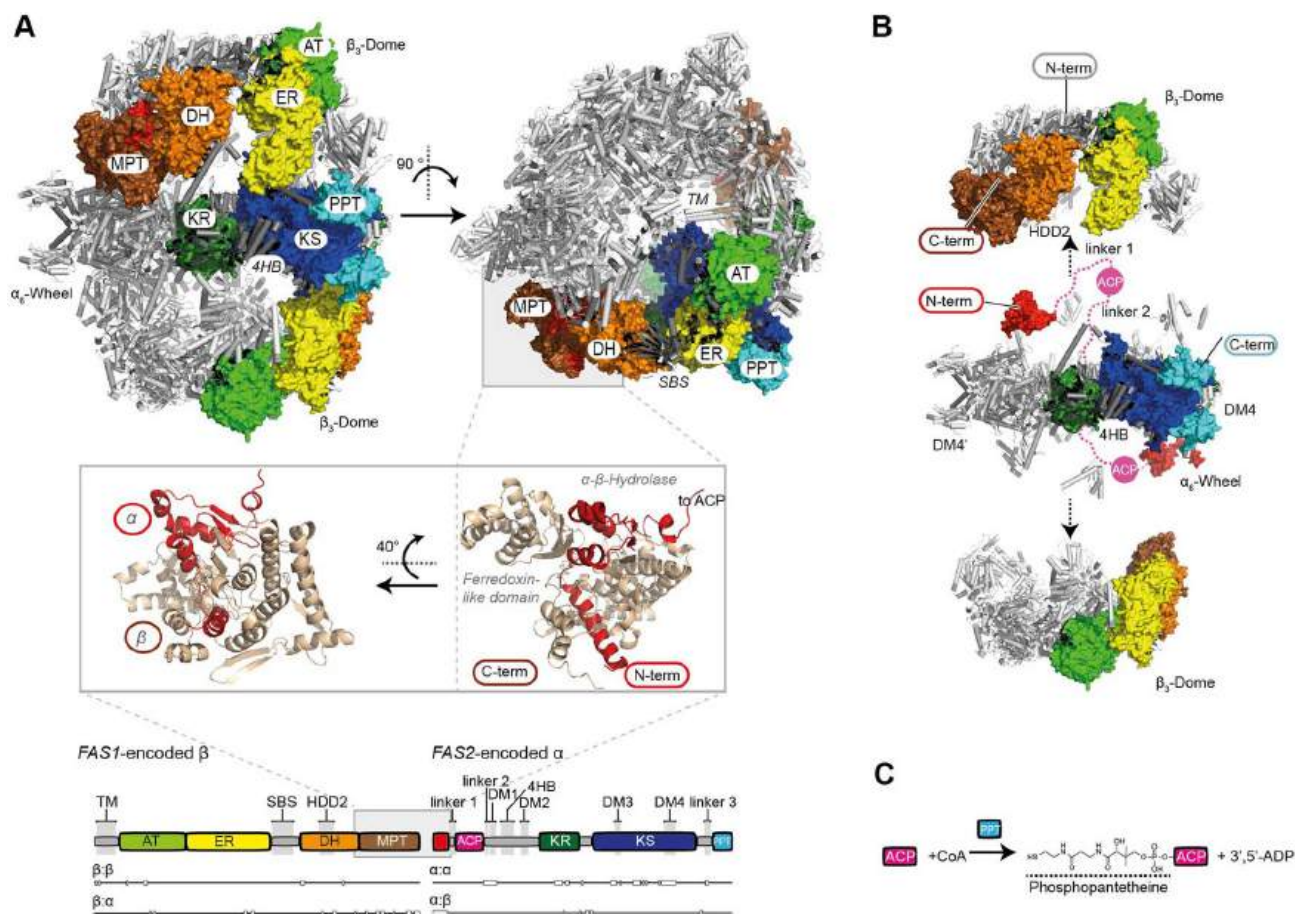 A
AT
β₃-Dome
ER
DH
MPT
PPT
KR
KS
4HB
α₆-Wheel
β₃-Dome
90 °
TM
AT
MPT
DH
ER
PPT
SBS
α
β
40°
α-β-Hydrolase
to ACP
Ferredoxin-
like domain
C-term
N-term
FAS1-encoded β
FAS2-encoded α
TM
SBS
HDD2
linker 1
linker 2
DM1
4HB
DM2
DM3
DM4
linker 3
AT
ER
DH
MPT
ACP
KR
KS
PPT
β:β
α:α
β:α
α:β
B
N-term
β₃-Dome
C-term
HDD2
linker 1
ACP
N-term
linker 2
C-term
DM4
4HB
DM4'
ACP
α₆-Wheel
β₃-Dome
C
PPT
ACP
+CoA
HS
N
H
O
N
H
O
OH
O
P
O
OH
ACP
+ 3',5'-ADP
Phosphopantetheine